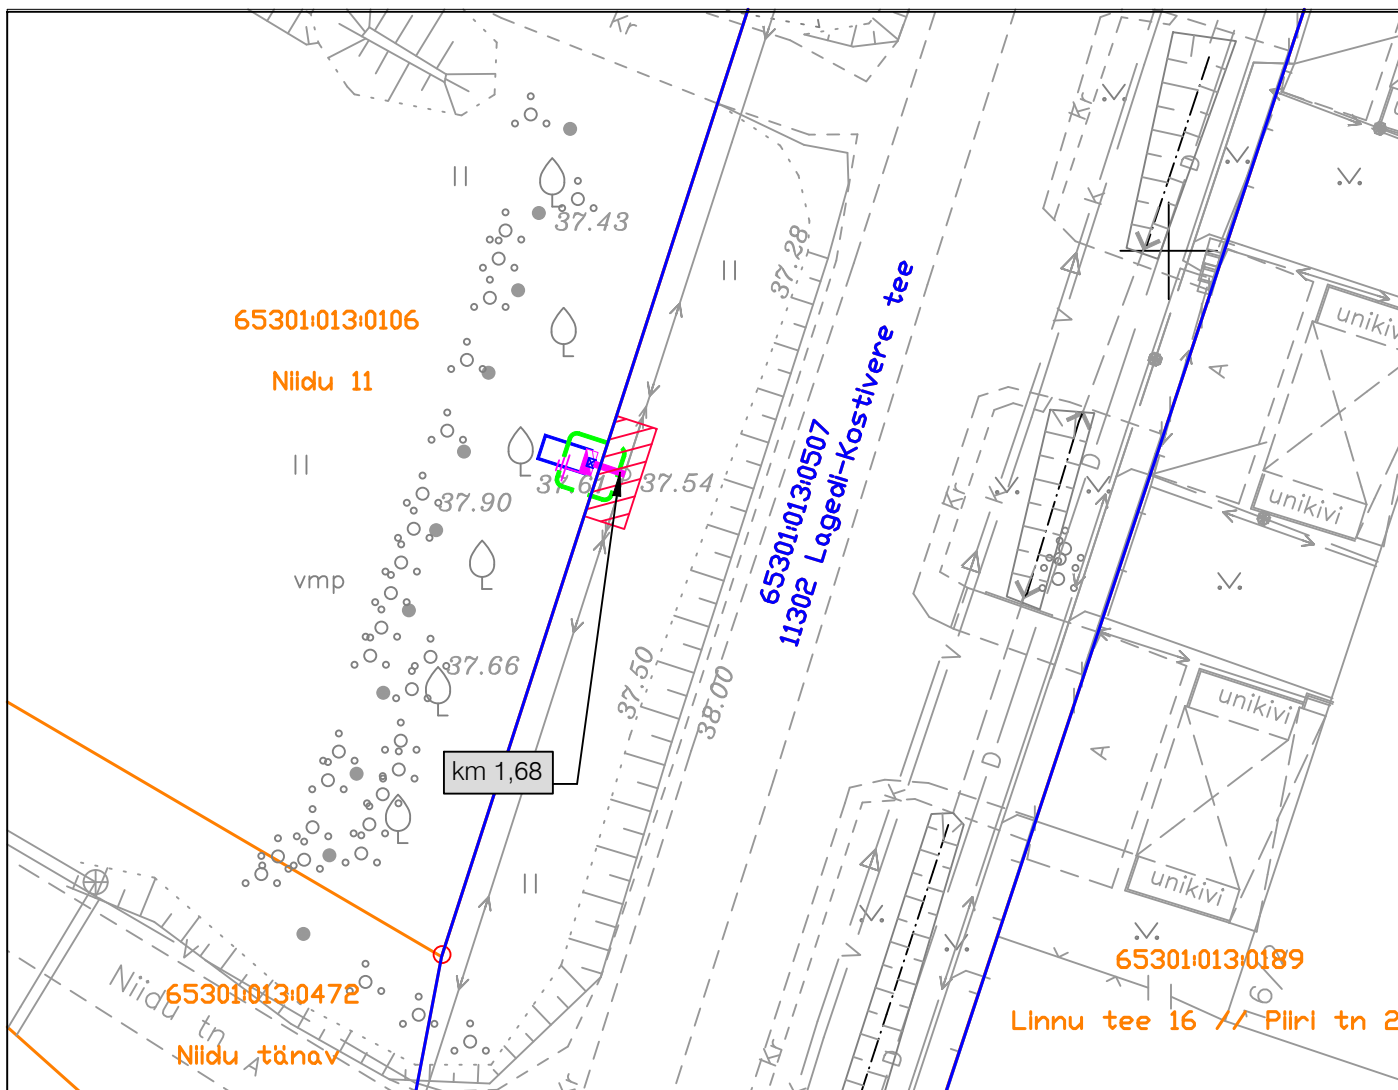 Kr
Kr
37.43
II
II
37.28
K
D
65301:013:0106
Niidu 11
V
A
unikivi
II
37.90
37.61
37.54
65301:013:0507
11302 Lagedi-Kostivere tee
Kr
K
D
unikivi
vmp
37.66
37.50
38.00
V
unikivi
A
D
km 1,68
K
II
unikivi
V
V
65301:013:0189
65301:013:0472
Niidu tn
Linnu tee 16 // Piiri tn 2
Niidu tänav
A
Kr
D